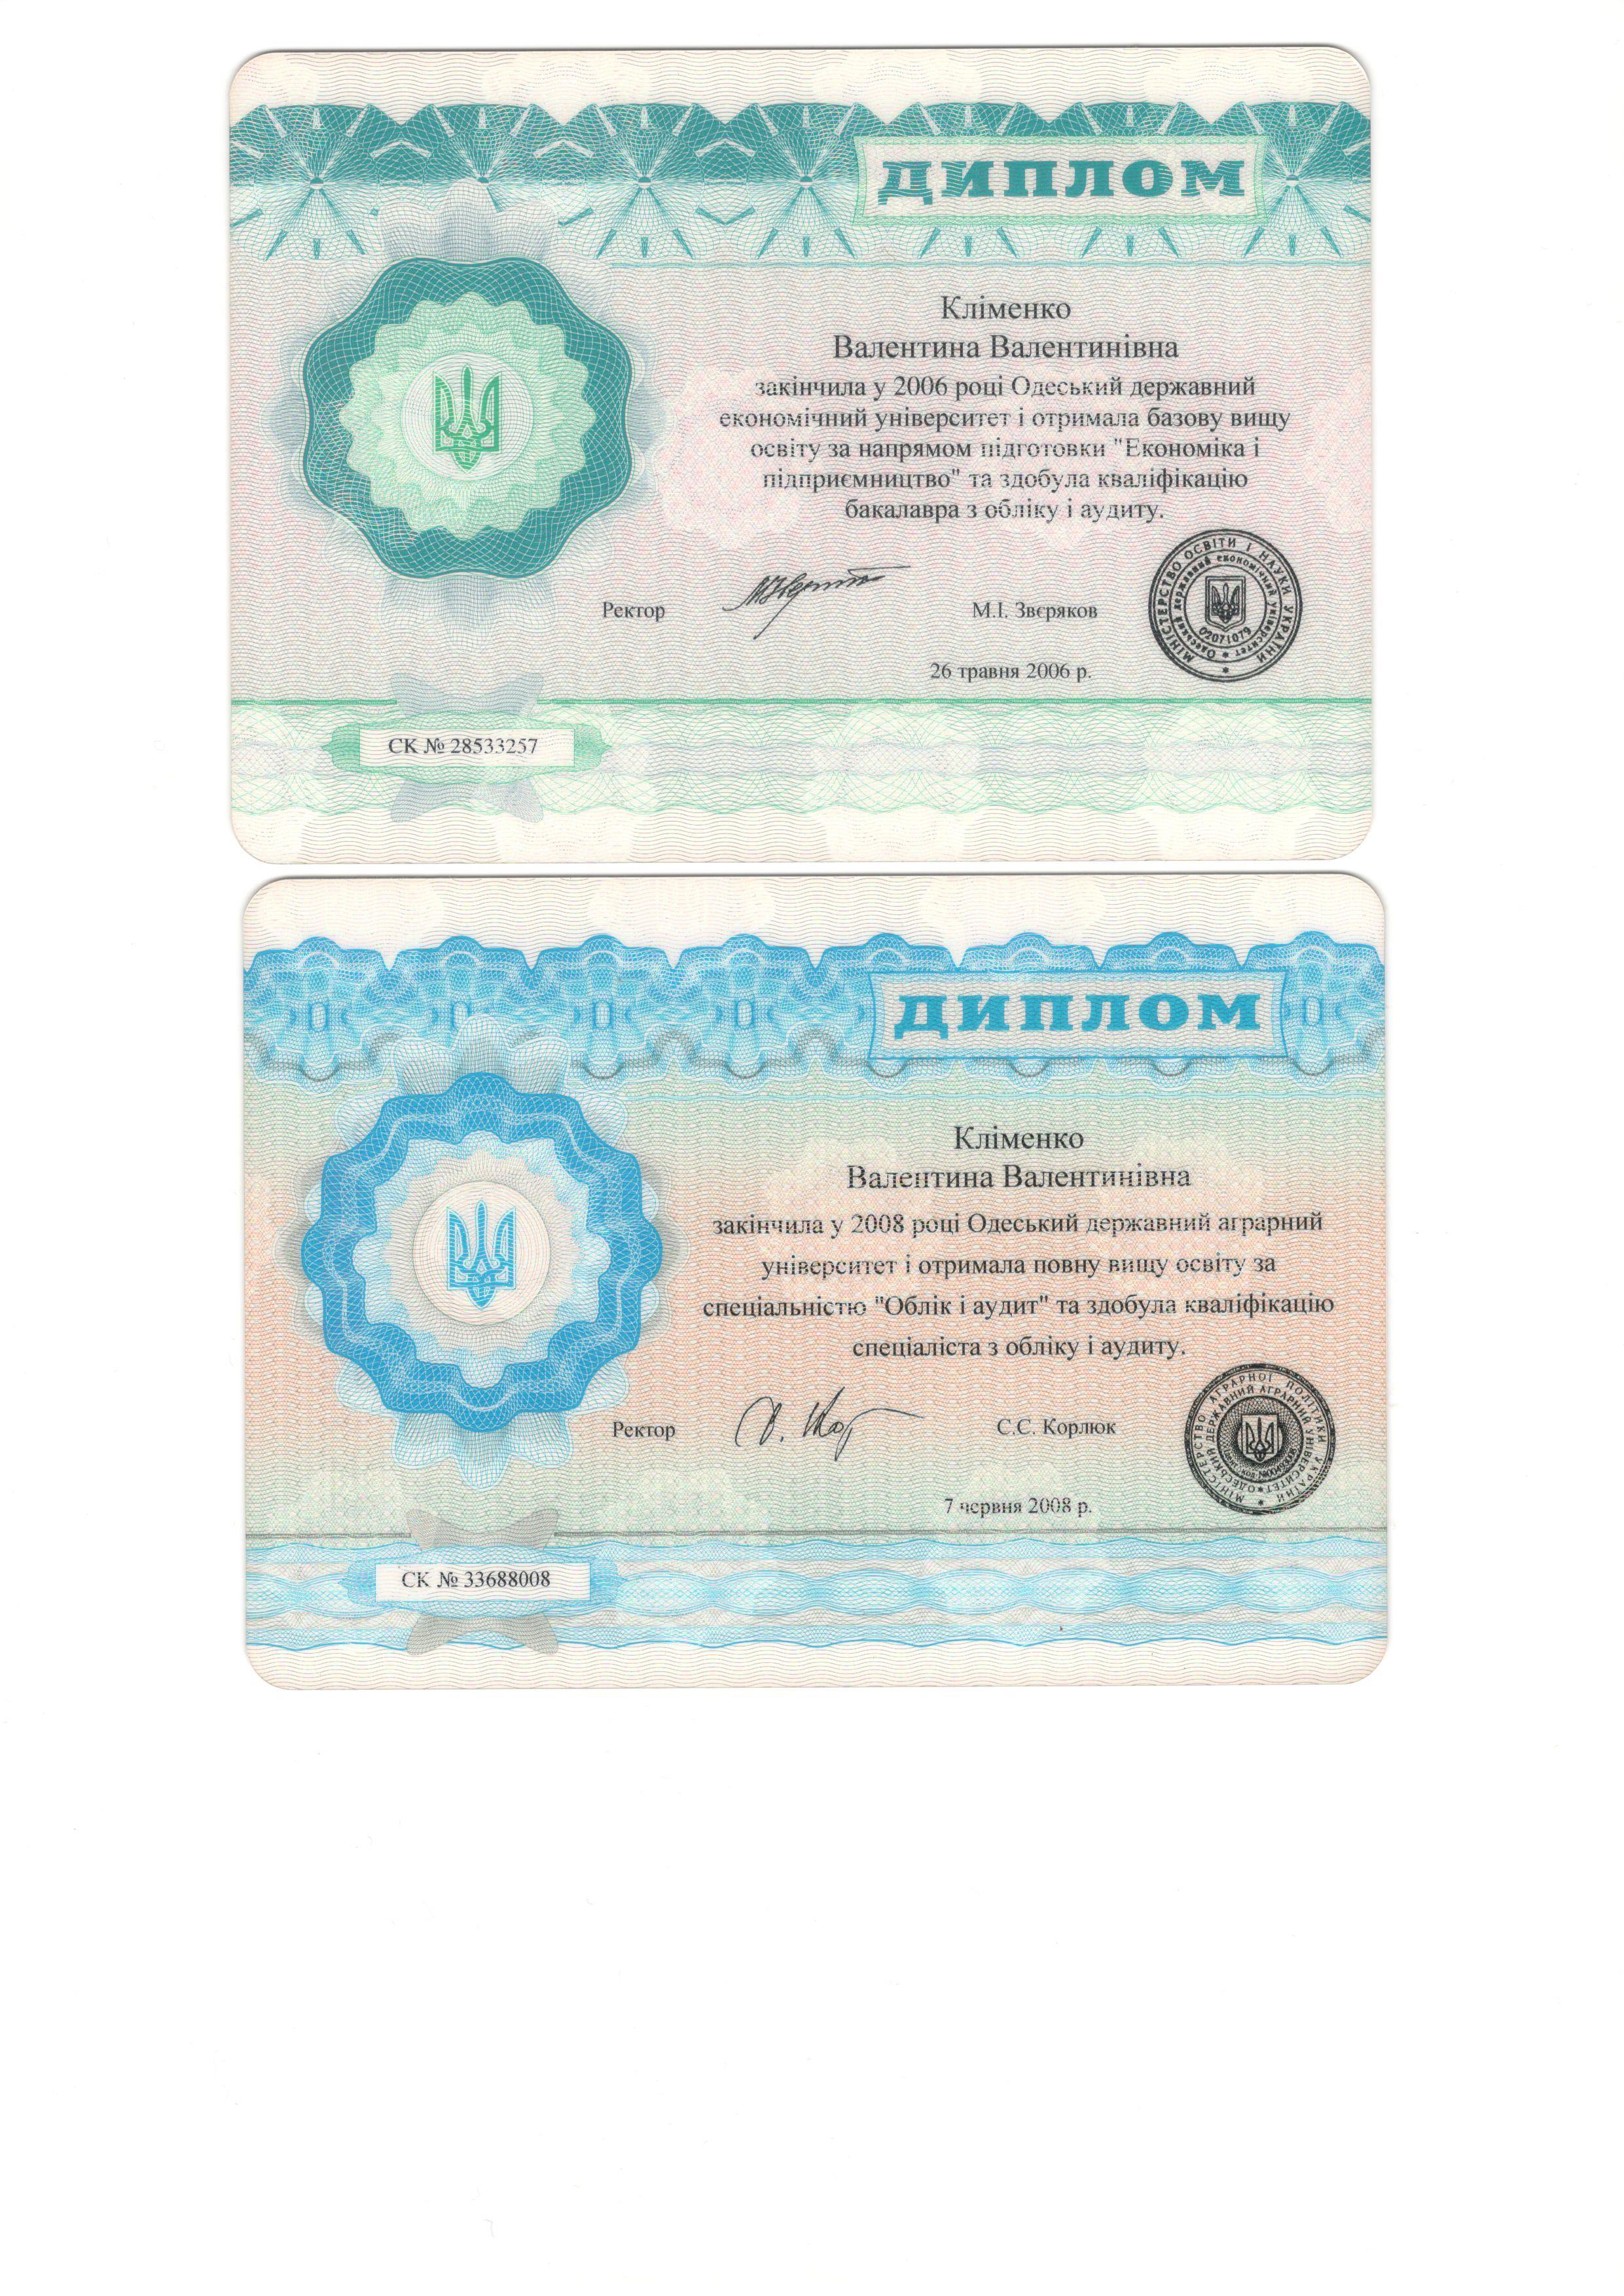 ДИПЛОМ
Кліменко
Валентина Валентинівна
закінчила у 2006 році Одеський державний
економічний університет і отримала базову вищу
освіту за напрямом підготовки "Економіка і
підприємництво" та здобула кваліфікацію
бакалавра з обліку і аудиту.
Ректор
М.І. Звєряков
26 травня 2006 р.
МІНІСТЕРСТВО ОСВІТИ І НАУКИ УКРАЇНИ
Одеський державний економічний університет
02071079
СК № 28533257
ДИПЛОМ
Кліменко
Валентина Валентинівна
закінчила у 2008 році Одеський державний аграрний
університет і отримала повну вищу освіту за
спеціальністю "Облік і аудит" та здобула кваліфікацію
спеціаліста з обліку і аудиту.
Ректор
С.С. Корлюк
7 червня 2008 р.
МІНІСТЕРСТВО АГРАРНОЇ ПОЛІТИКИ УКРАЇНИ
ОДЕСЬКИЙ ДЕРЖАВНИЙ АГРАРНИЙ УНІВЕРСИТЕТ
СК № 33688008